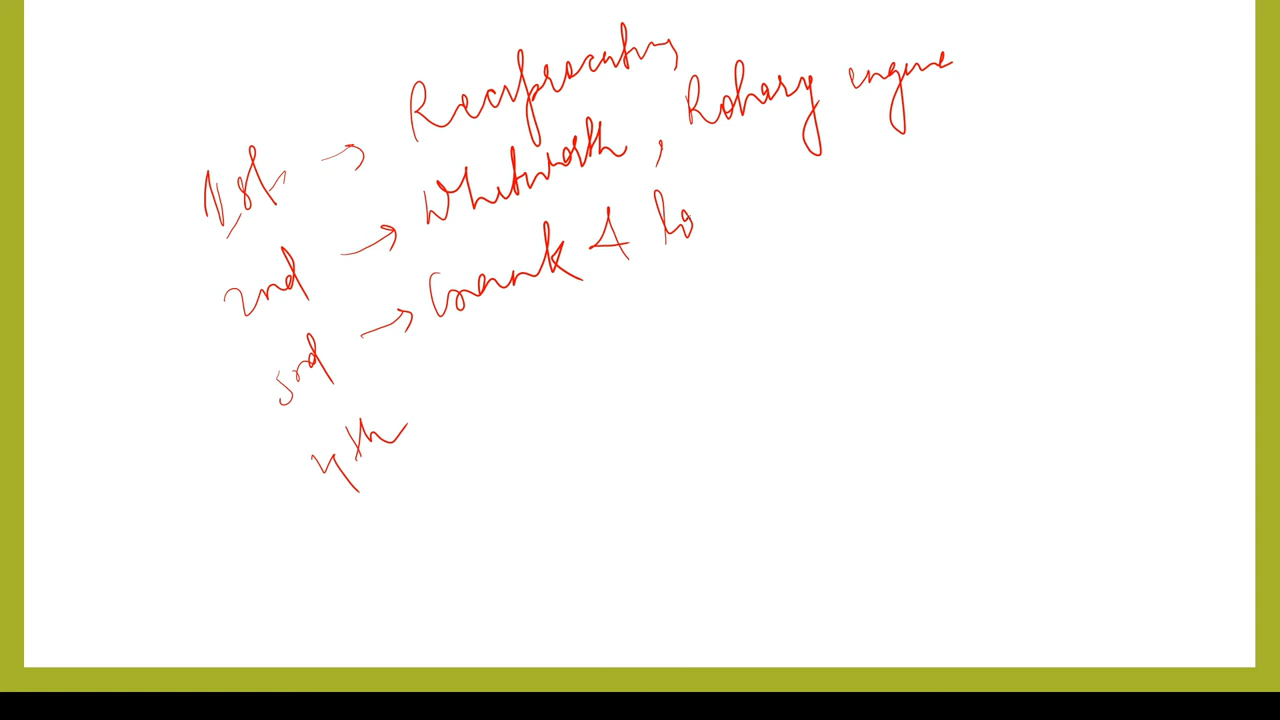 1st → Reciprocating
2nd → Whitworth, Rotary engine
3rd → Crank &
4th